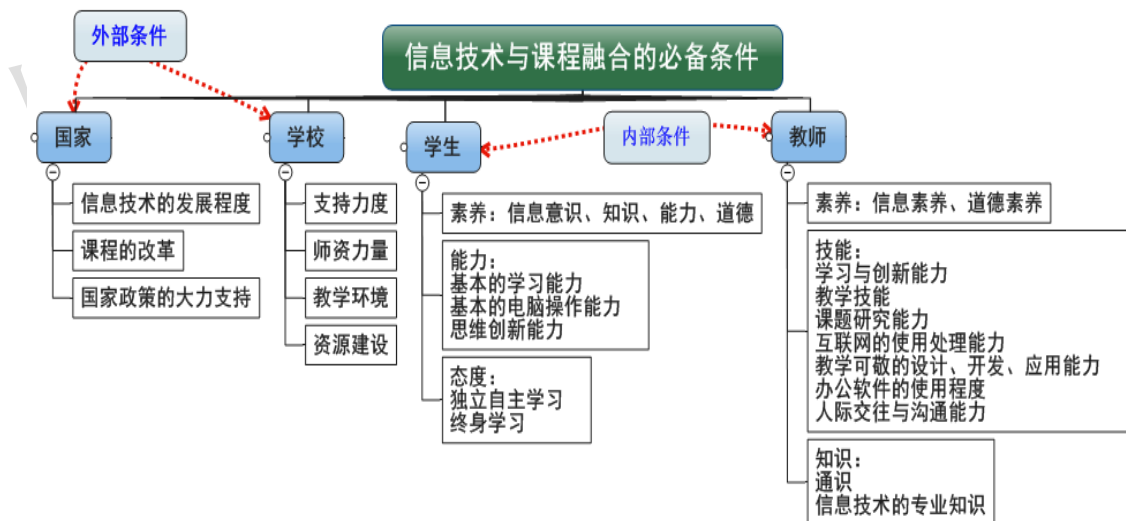 外部条件
信息技术与课程融合的必备条件
国家
学校
学生
内部条件
教师
信息技术的发展程度
课程的改革
国家政策的大力支持
支持力度
师资力量
教学环境
资源建设
素养：信息意识、知识、能力、道德
能力：
基本的学习能力
基本的电脑操作能力
思维创新能力
态度：
独立自主学习
终身学习
素养：信息素养、道德素养
技能：
学习与创新能力
教学技能
课题研究能力
互联网的使用处理能力
教学可敬的设计、开发、应用能力
办公软件的使用程度
人际交往与沟通能力
知识：
通识
信息技术的专业知识